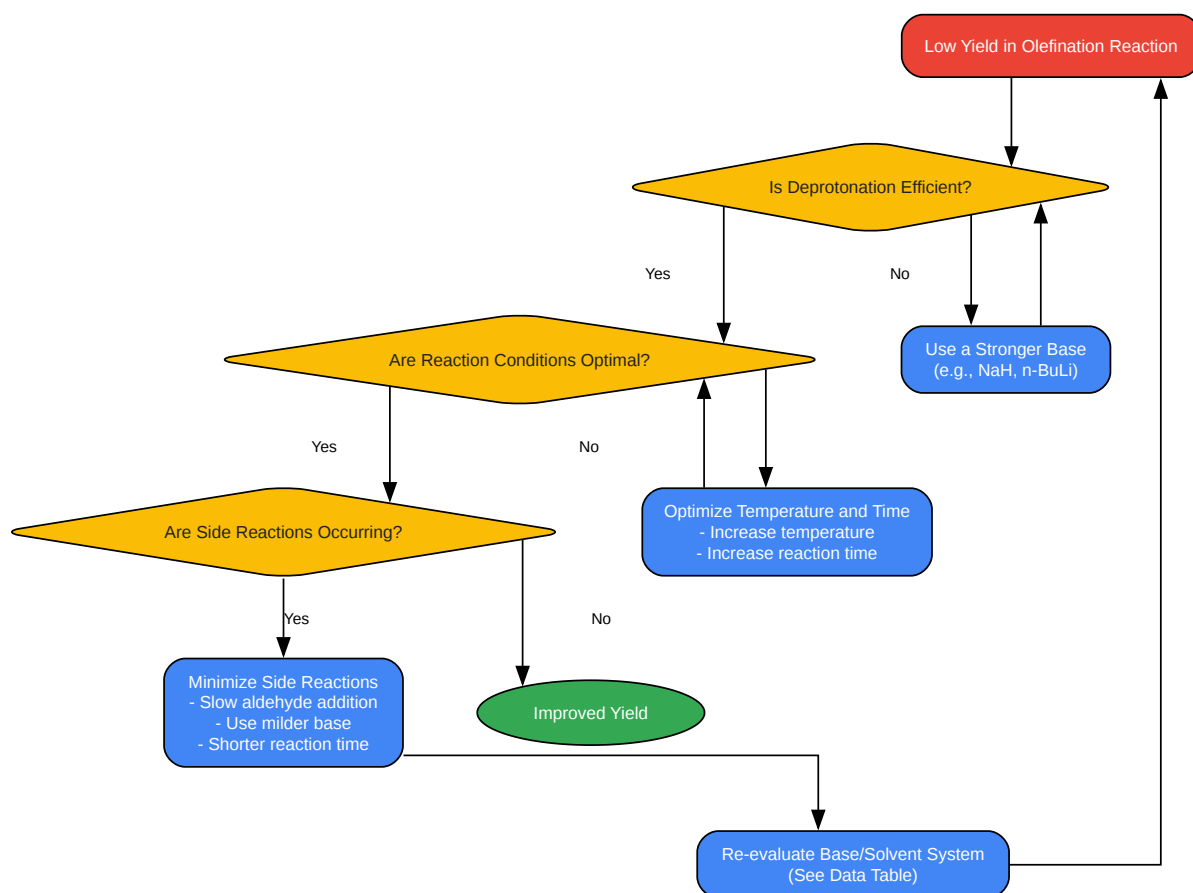 Low Yield in Olefination Reaction
Is Deprotonation Efficient?
Yes
No
Use a Stronger Base
(e.g., NaH, n-BuLi)
Are Reaction Conditions Optimal?
Yes
No
Optimize Temperature and Time
- Increase temperature
- Increase reaction time
Are Side Reactions Occurring?
Yes
No
Minimize Side Reactions
- Slow aldehyde addition
- Use milder base
- Shorter reaction time
Improved Yield
Re-evaluate Base/Solvent System
(See Data Table)